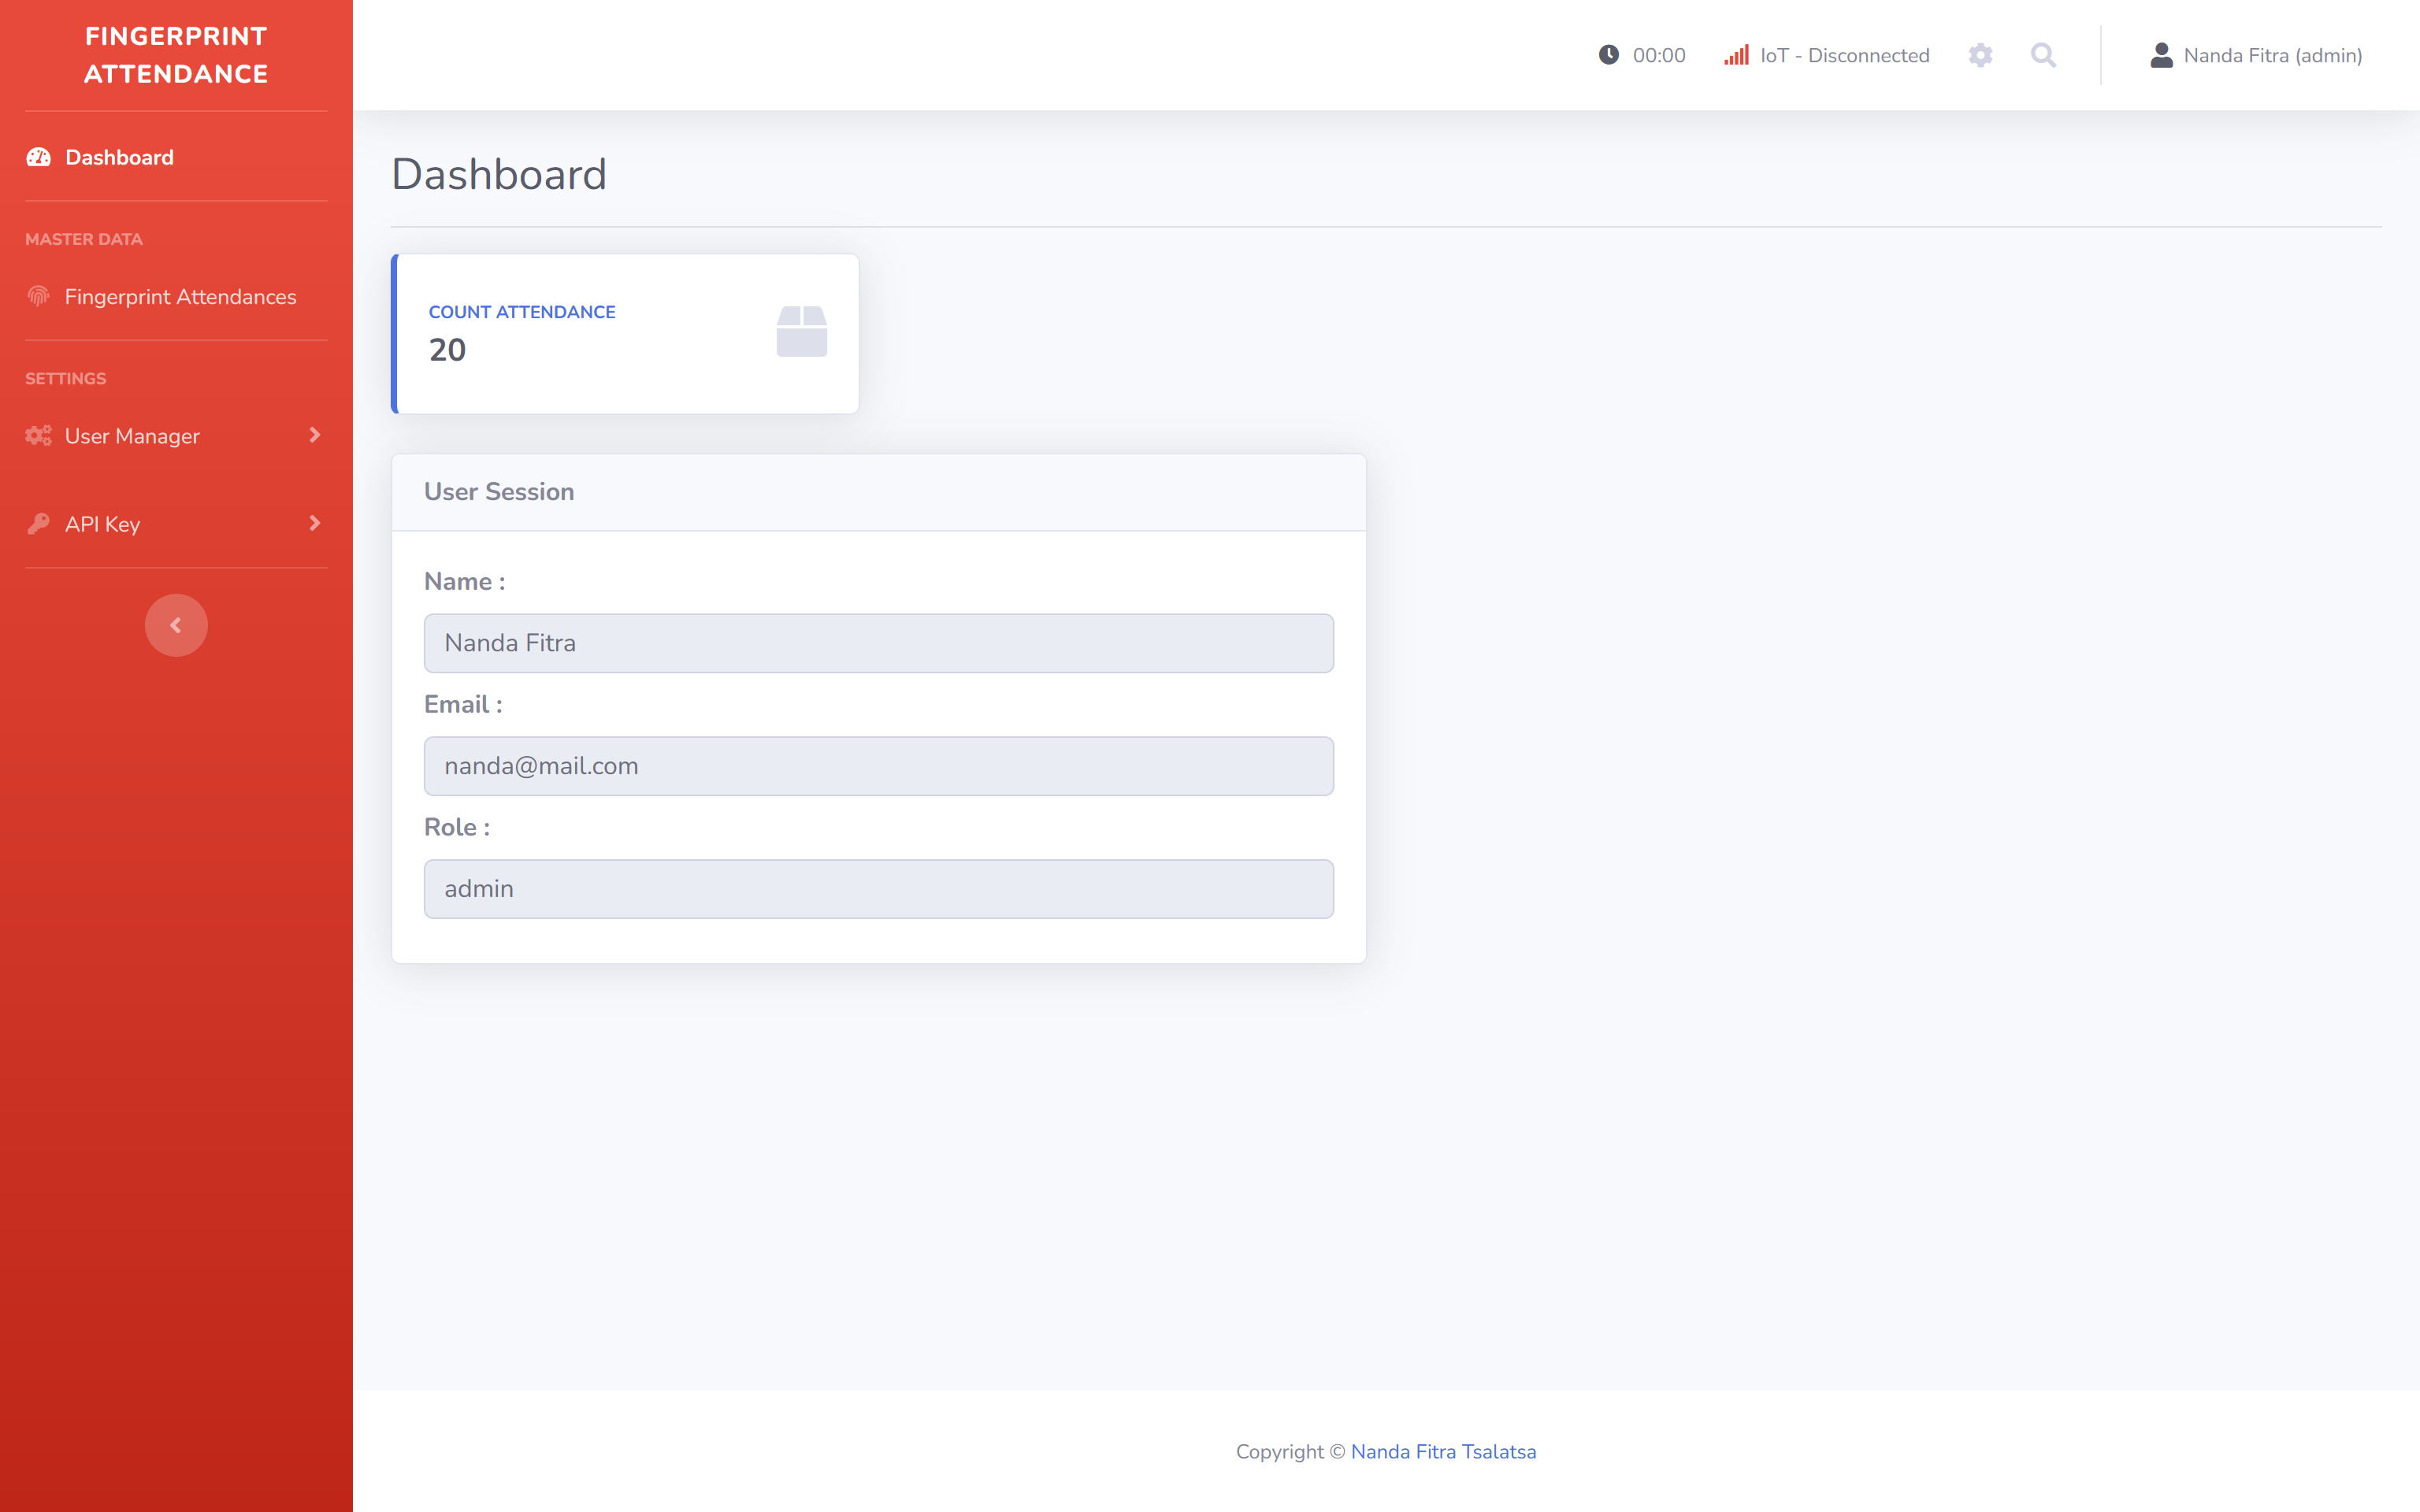 FINGERPRINT
ATTENDANCE
Dashboard
MASTER DATA
Fingerprint Attendances
SETTINGS
User Manager
API Key
00:00
IoT - Disconnected
Nanda Fitra (admin)
Dashboard
COUNT ATTENDANCE
20
User Session
Name :
Nanda Fitra
Email :
nanda@mail.com
Role :
admin
Copyright © Nanda Fitra Tsalatsa